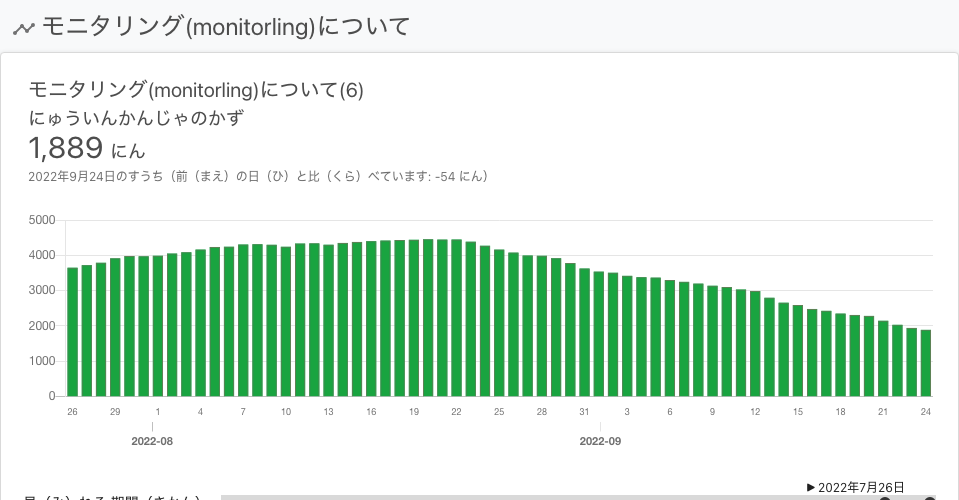 モニタリング(monitorling)について
モニタリング(monitorling)について(6)
にゅういんかんじゃのかず
1,889 にん
2022年9月24日のすうち（前（まえ）の日（ひ）と比（くら）べています: -54 にん）
5000
4000
3000
2000
1000
0
26 29 1 4 7 10 13 16 19 22 25 28 31 3 6 9 12 15 18 21 24
2022-08 2022-09
▶ 2022年7月26日